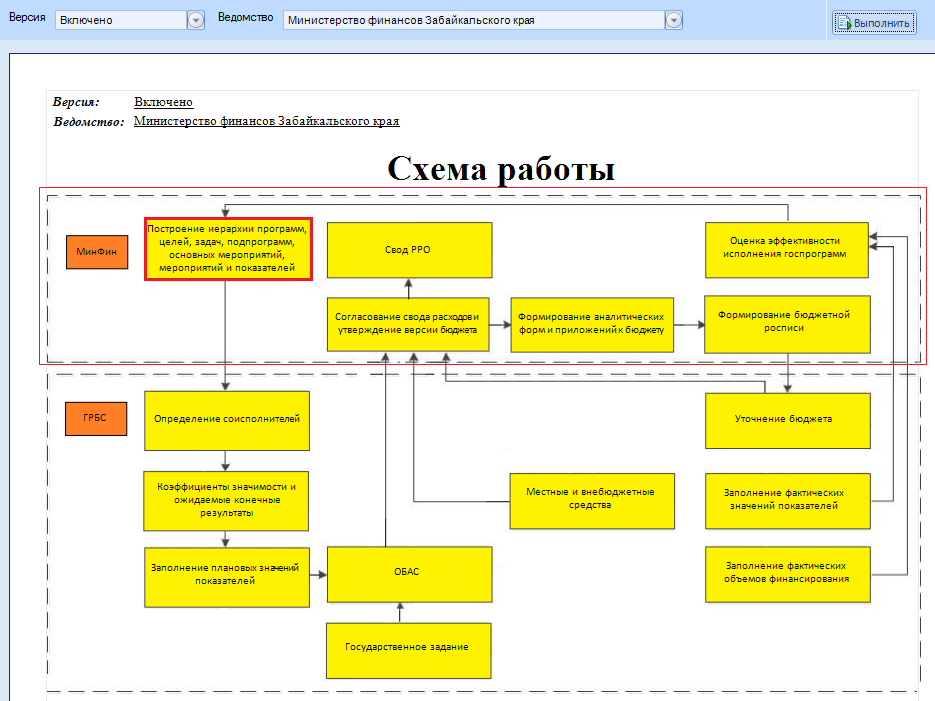 Версия Включено Ведомство Министерство финансов Забайкальского края Выполнить
Версия: Включено
Ведомство: Министерство финансов Забайкальского края
Схема работы
МинФин
Построение иерархии программ,
целей, задач, подпрограмм,
основных мероприятий,
мероприятий и показателей
Свод РРО
Оценка эффективности
исполнения госпрограмм
Согласование свода расходов и
утверждение версии бюджета
Формирование аналитических
форм и приложений к бюджету
Формирование бюджетной
росписи
ГРБС
Определение соисполнителей
Уточнение бюджета
Коэффициенты значимости и
ожидаемые конечные
результаты
Местные и внебюджетные
средства
Заполнение фактических
значений показателей
Заполнение плановых значений
показателей
ОБАС
Заполнение фактических
объемов финансирования
Государственное задание